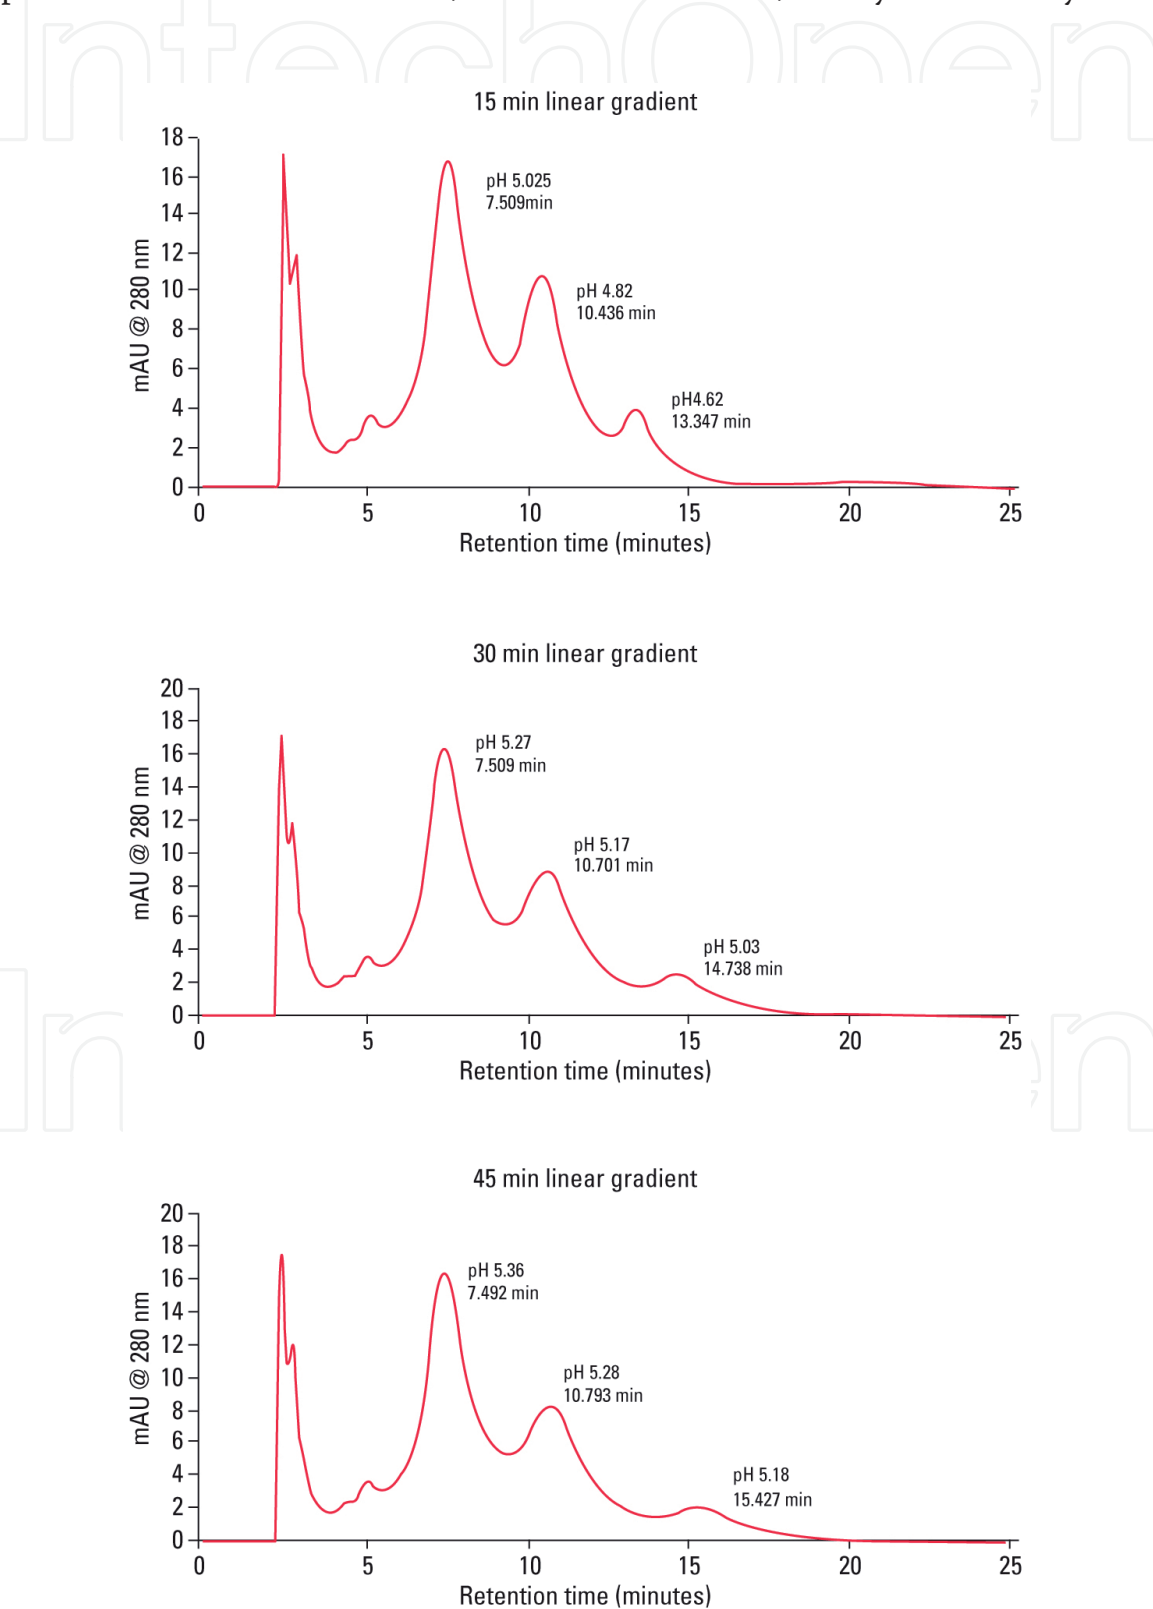 IntechOpen
15 min linear gradient
18
16
14
12
10
8
6
4
2
0
mAU @ 280 nm
pH 5.025
7.509min
pH 4.82
10.436 min
pH4.62
13.347 min
0 5 10 15 20 25
Retention time (minutes)
30 min linear gradient
20
18
16
14
12
10
8
6
4
2
0
mAU @ 280 nm
pH 5.27
7.509 min
pH 5.17
10.701 min
pH 5.03
14.738 min
0 5 10 15 20 25
Retention time (minutes)
45 min linear gradient
20
18
16
14
12
10
8
6
4
2
0
mAU @ 280 nm
pH 5.36
7.492 min
pH 5.28
10.793 min
pH 5.18
15.427 min
0 5 10 15 20 25
Retention time (minutes)